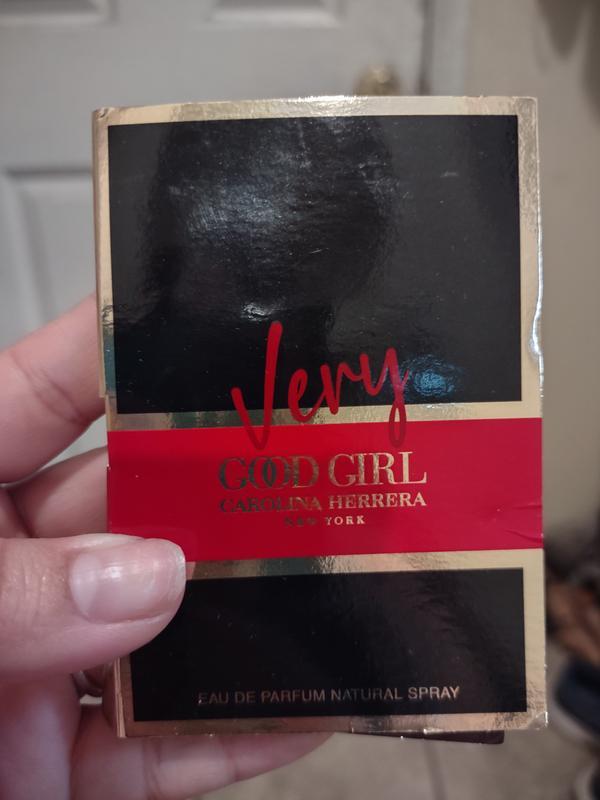 Very
GOOD GIRL
CAROLINA HERRERA
NEW YORK
EAU DE PARFUM NATURAL SPRAY